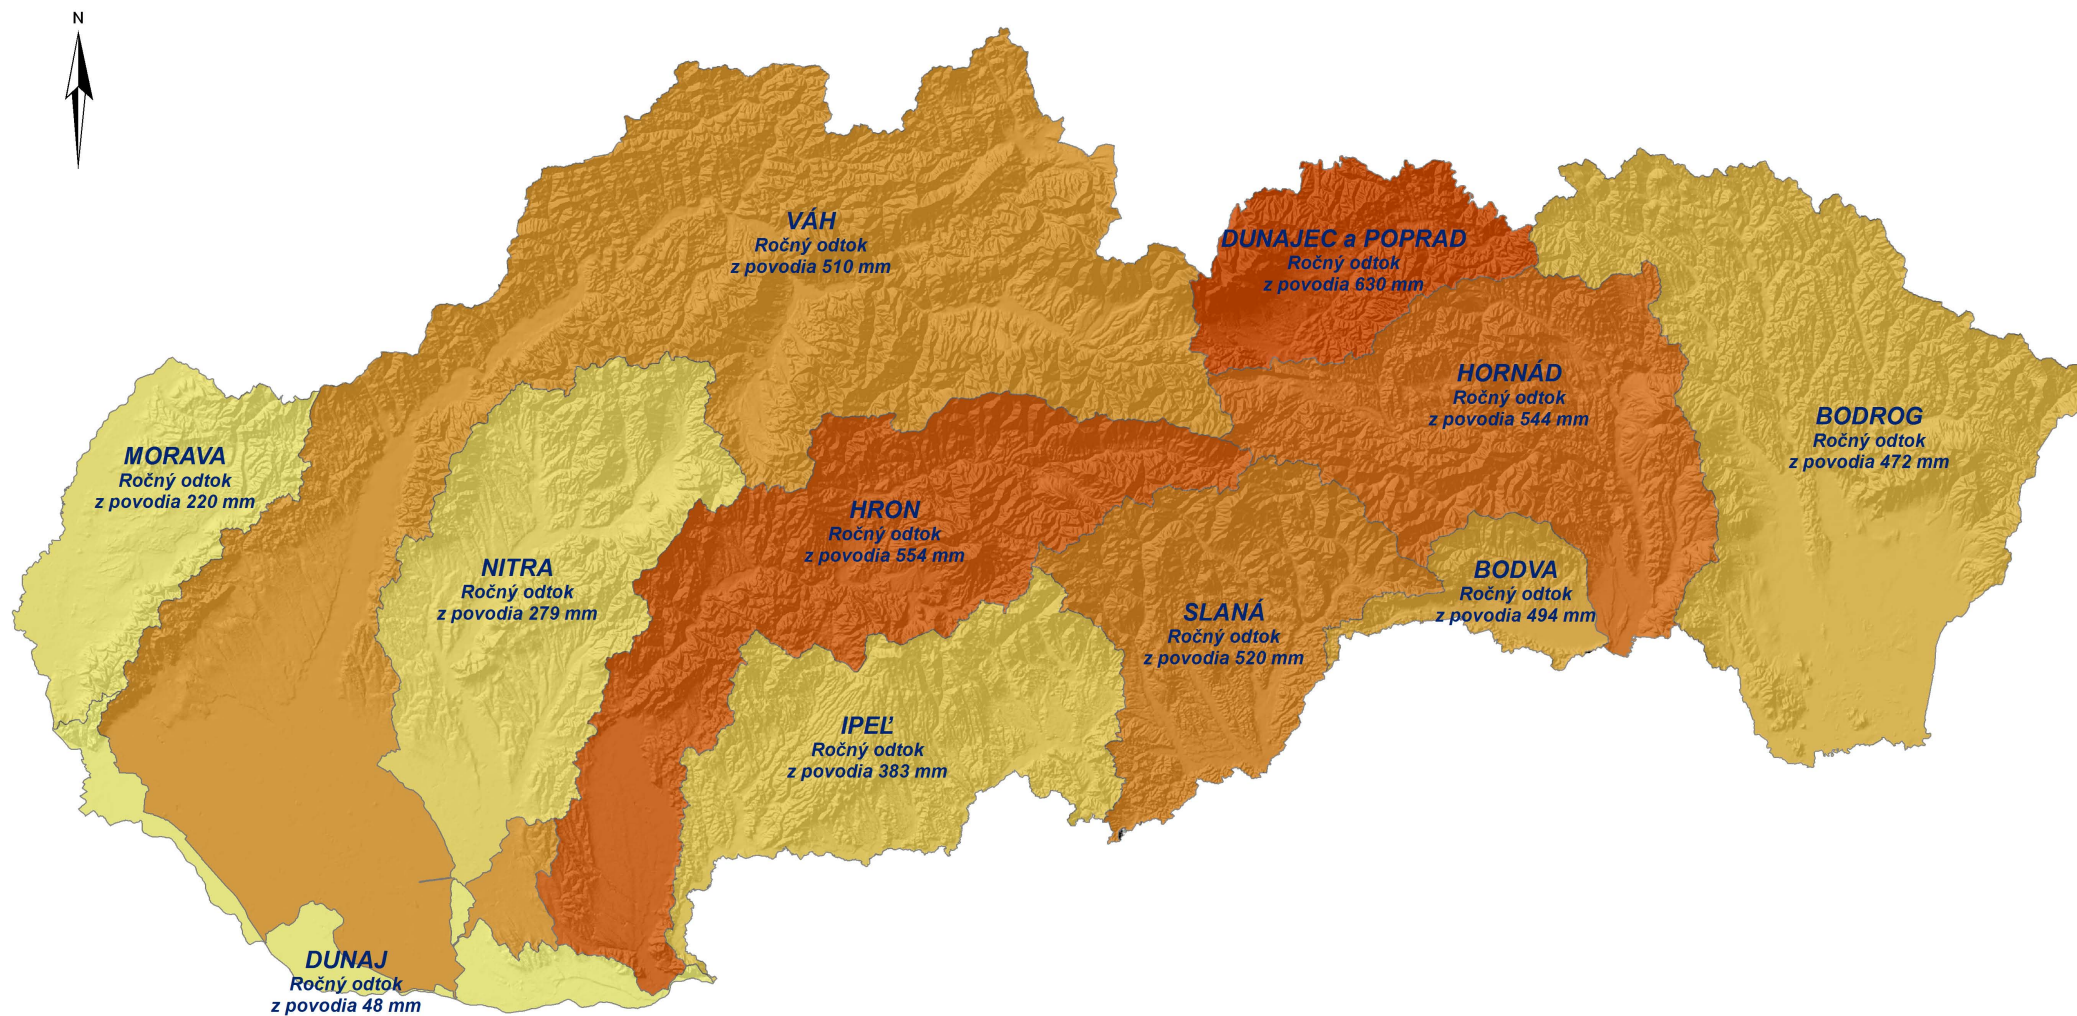 N
VÁH
Ročný odtok
z povodia 510 mm
DUNAJEC a POPRAD
Ročný odtok
z povodia 630 mm
HORNÁD
Ročný odtok
z povodia 544 mm
BODROG
Ročný odtok
z povodia 472 mm
MORAVA
Ročný odtok
z povodia 220 mm
HRON
Ročný odtok
z povodia 554 mm
NITRA
Ročný odtok
z povodia 279 mm
BODVA
Ročný odtok
z povodia 494 mm
SLANÁ
Ročný odtok
z povodia 520 mm
IPEĽ
Ročný odtok
z povodia 383 mm
DUNAJ
Ročný odtok
z povodia 48 mm